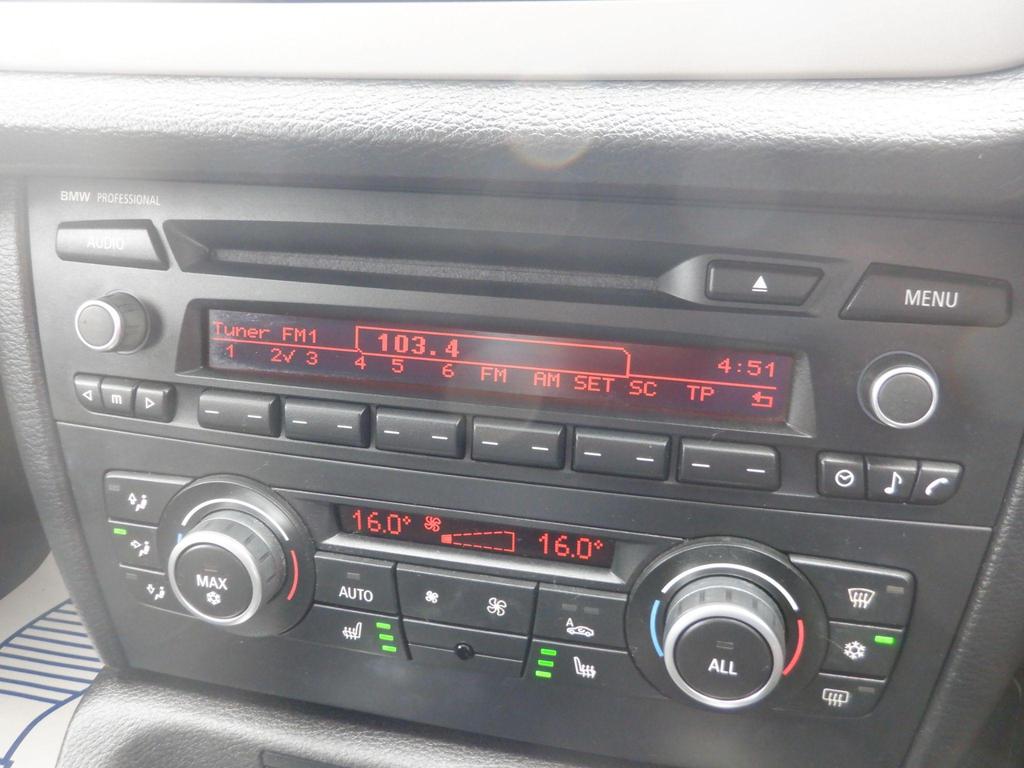 BMW PROFESSIONAL
AUDIO
MENU
Tuner FM1 103.4 4:51
1 2✓ 3 4 5 6 FM AM SET SC TP
m
16.0° 16.0°
MAX
AUTO
A
ALL